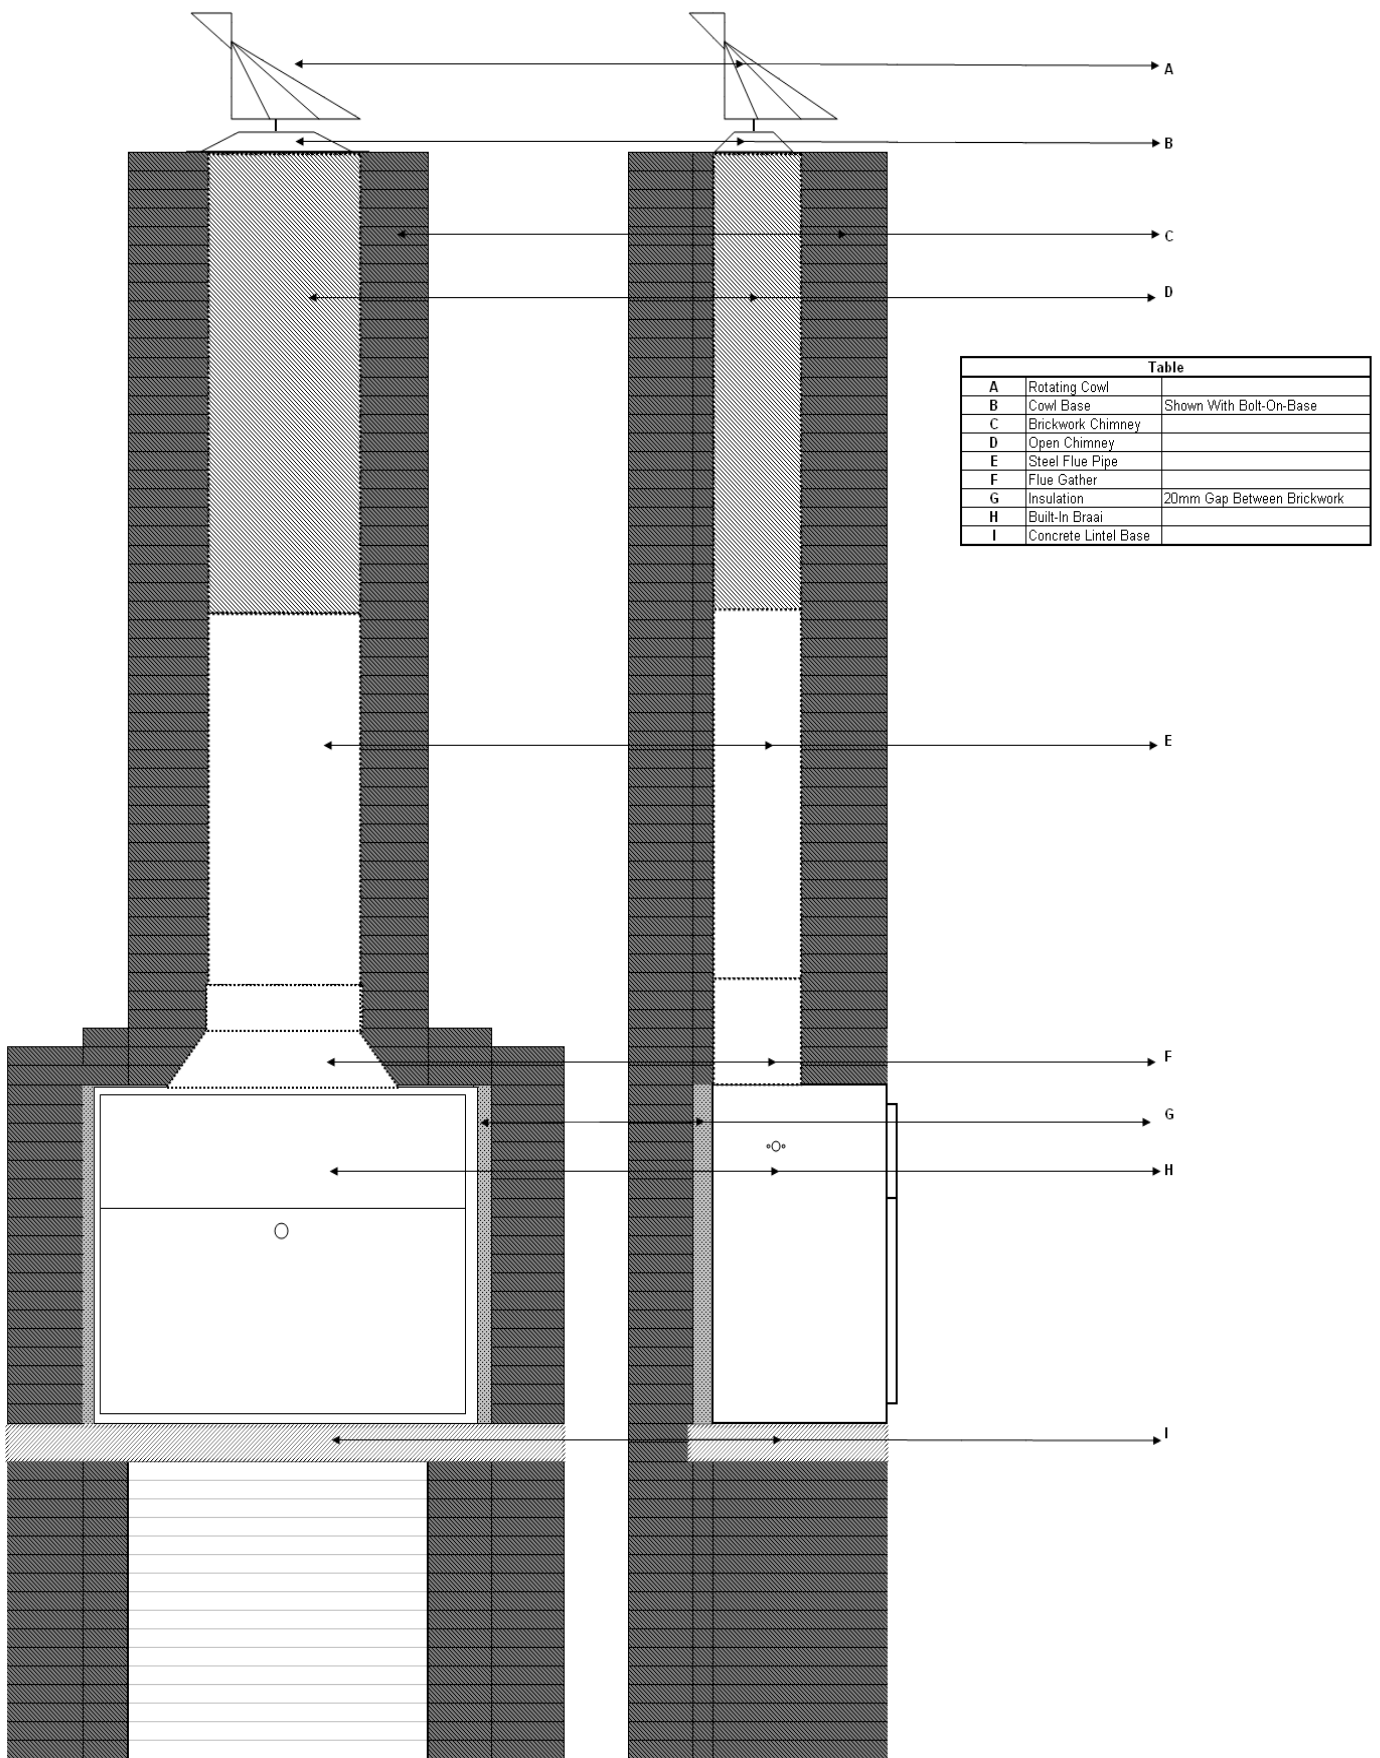 A
B
C
D
Table
A Rotating Cowl
B Cowl Base Shown With Bolt-On-Base
C Brickwork Chimney
D Open Chimney
E Steel Flue Pipe
F Flue Gather
G Insulation 20mm Gap Between Brickwork
H Built-In Braai
I Concrete Lintel Base
E
F
G
H
I